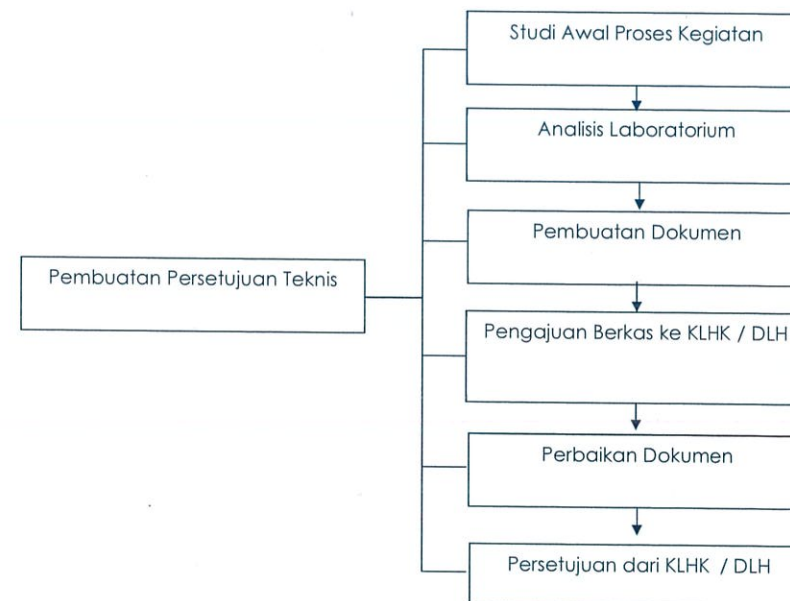 Studi Awal Proses Kegiatan
Analisis Laboratorium
Pembuatan Dokumen
Pembuatan Persetujuan Teknis
Pengajuan Berkas ke KLHK / DLH
Perbaikan Dokumen
Persetujuan dari KLHK / DLH